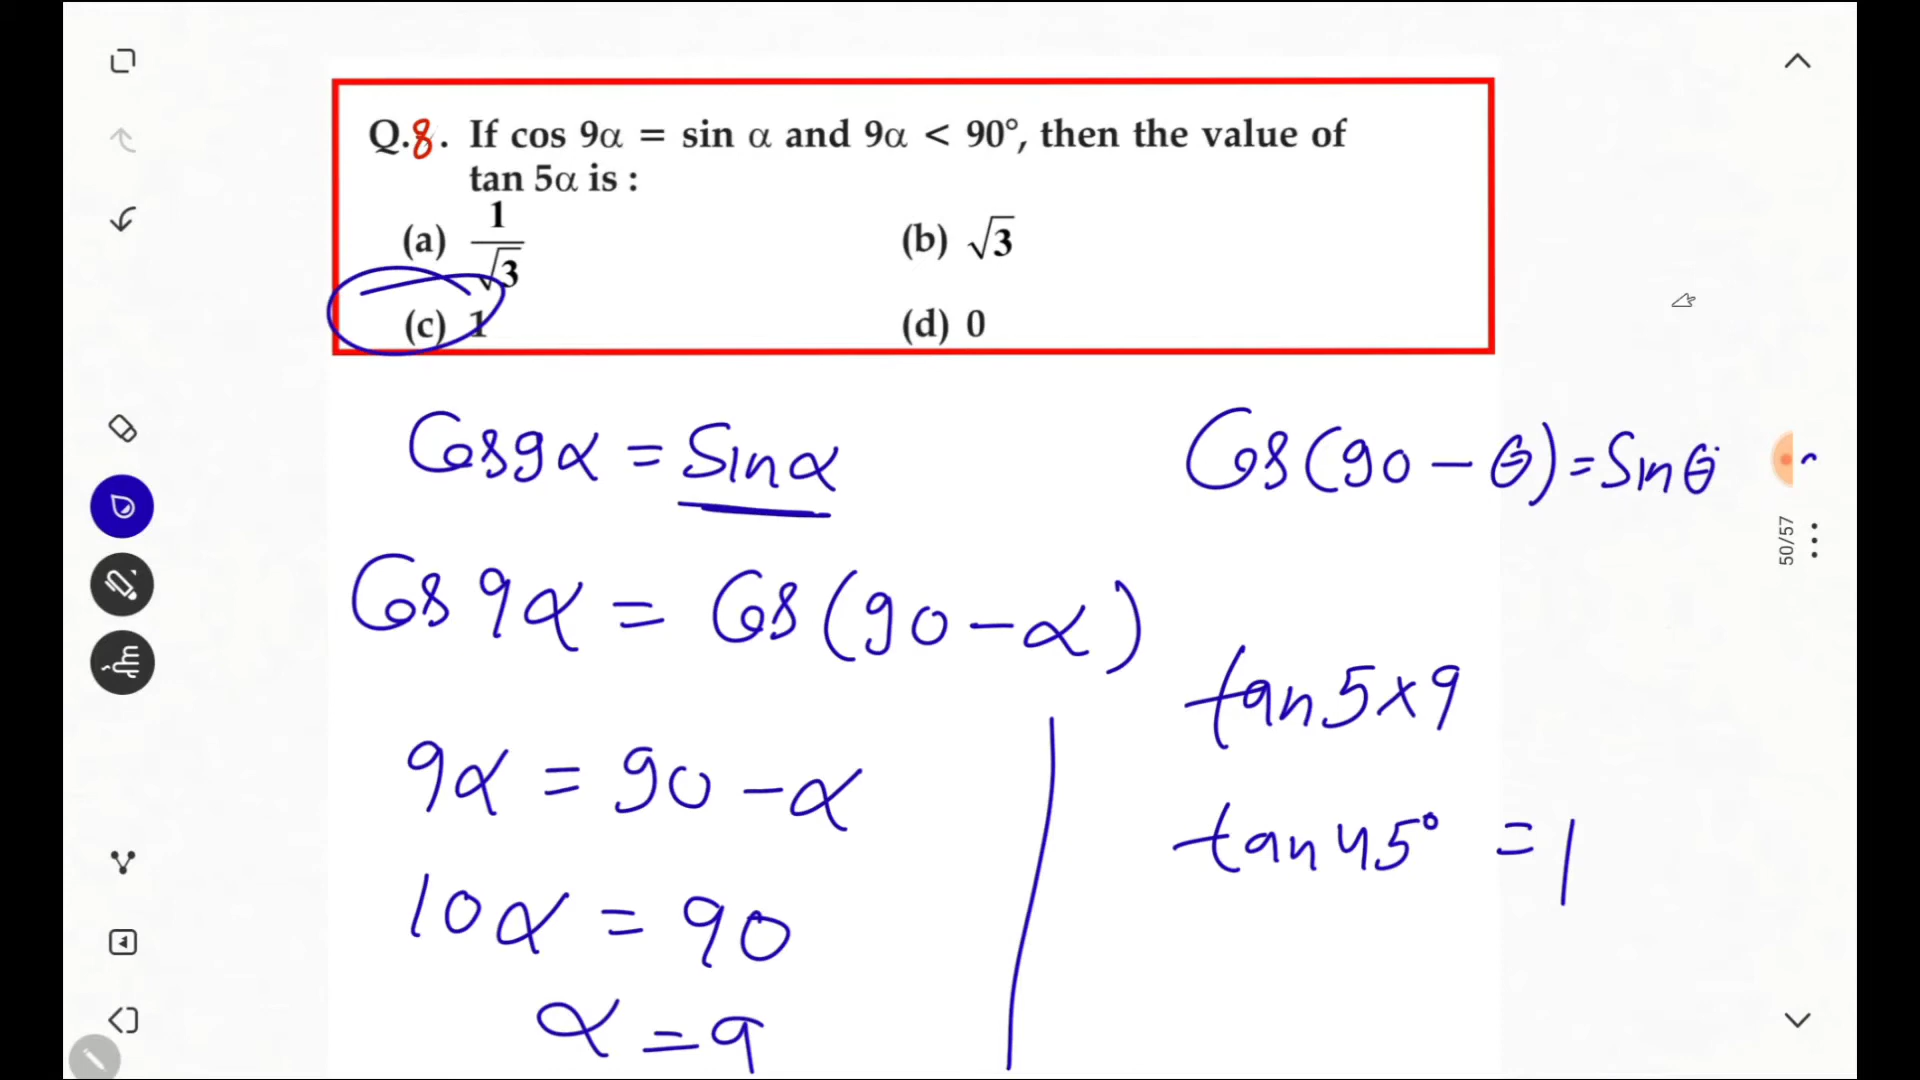 Q.8. If cos 9α = sin α and 9α < 90°, then the value of
tan 5α is :
(a) 1/√3 (b) √3
(c) 1 (d) 0
Cos9α = Sinα
Cos(90-θ)=Sinθ
Cos 9α = Cos(90-α)
9α = 90-α
10α = 90
α = 9
tan5×9
tan45° = 1
50/57